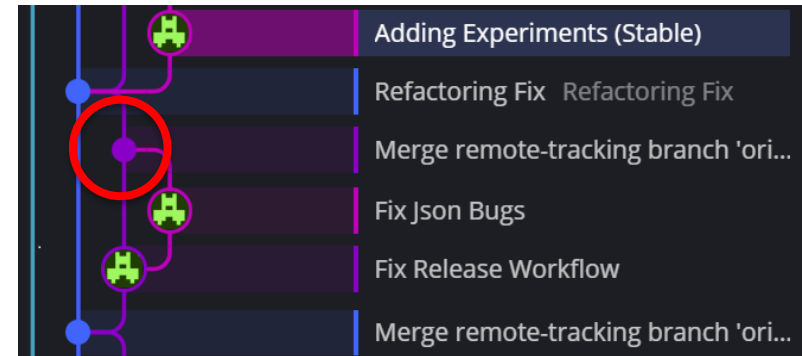 Adding Experiments (Stable)
Refactoring Fix Refactoring Fix
Merge remote-tracking branch 'ori...
Fix Json Bugs
Fix Release Workflow
Merge remote-tracking branch 'ori...